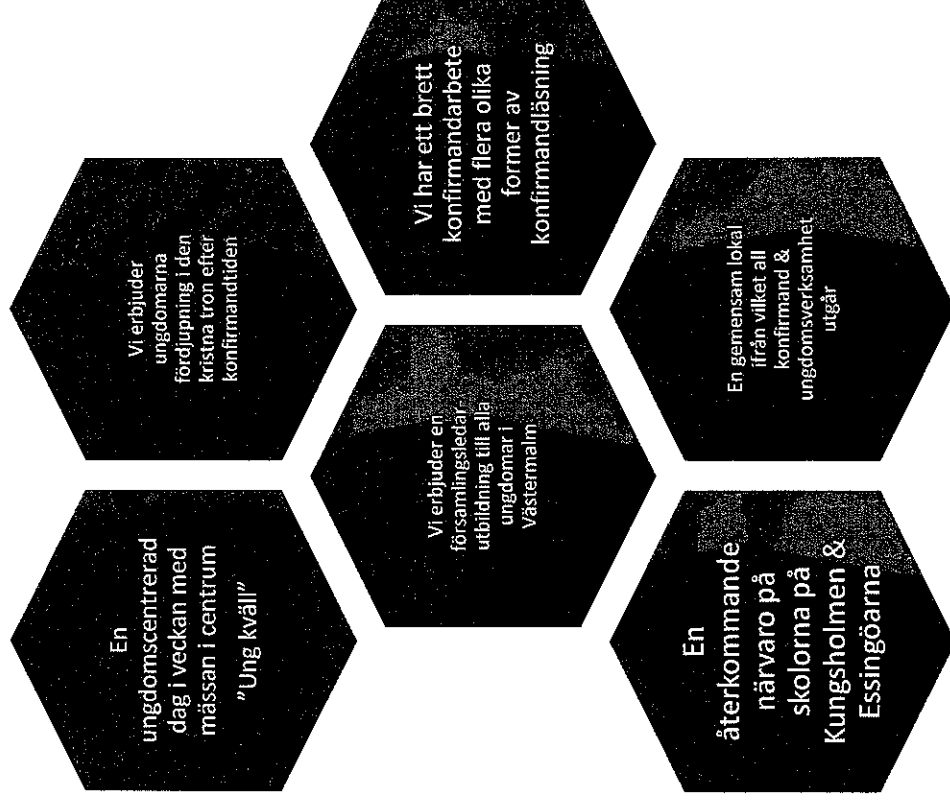 En
ungdomscentrerad
dag i veckan med
mässan i centrum
"Ung kväll"
Vi erbjuder
ungdomarna
fördjupning i den
kristna tron efter
konfirmandtiden
Vi erbjuder en
församlingsledar-
utbildning till alla
ungdomar i
Västermalm
Vi har ett brett
konfirmandarbete
med flera olika
former av
konfirmandläsning
En
återkommande
närvaro på
skolorna på
Kungsholmen &
Essingöarna
En gemensam lokal
ifrån vilket all
konfirmand &
ungdomsverksamhet
utgår